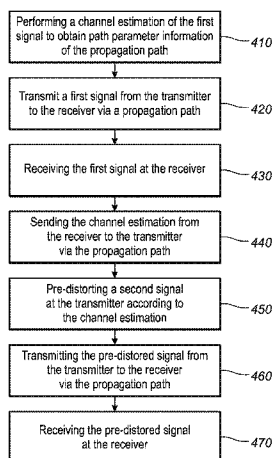 Performing a channel estimation of the first
signal to obtain path parameter information
of the propagation path
410
Transmit a first signal from the transmitter
to the receiver via a propagation path
420
Receiving the first signal at the receiver
430
Sending the channel estimation from
the receiver to the transmitter
via the propagation path
440
Pre-distorting a second signal
at the transmitter according to
the channel estimation
450
Transmitting the pre-distored signal from
the transmitter to the receiver
via the propagation path
460
Receiving the pre-distored signal
at the receiver
470